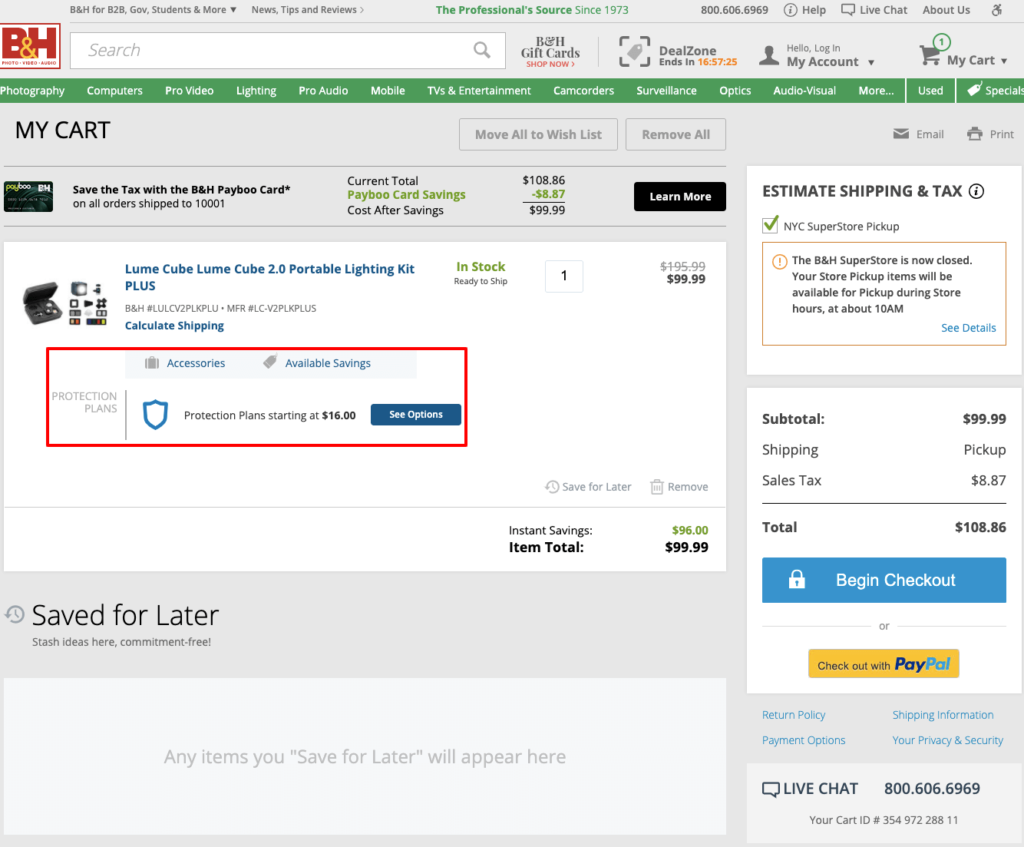 B&H for B2B, Gov, Students & More ▼ News, Tips and Reviews › The Professional's Source Since 1973 800.606.6969 Help Live Chat About Us
B&H
PHOTO • VIDEO • AUDIO
Search
B&H
Gift Cards
SHOP NOW ›
DealZone
Ends In 16:57:25
Hello, Log In
My Account ▼
1
My Cart ▼
Photography Computers Pro Video Lighting Pro Audio Mobile TVs & Entertainment Camcorders Surveillance Optics Audio-Visual More... Used Specials
MY CART
Move All to Wish List Remove All
Email Print
payboo B&H
Save the Tax with the B&H Payboo Card*
on all orders shipped to 10001
Current Total $108.86
Payboo Card Savings -$8.87
Cost After Savings $99.99
Learn More
Lume Cube Lume Cube 2.0 Portable Lighting Kit
PLUS
B&H #LULCV2PLKPLU • MFR #LC-V2PLKPLUS
Calculate Shipping
In Stock
Ready to Ship
1
$195.99
$99.99
Accessories Available Savings
PROTECTION
PLANS
Protection Plans starting at $16.00 See Options
Save for Later Remove
Instant Savings: $96.00
Item Total: $99.99
Saved for Later
Stash ideas here, commitment-free!
Any items you "Save for Later" will appear here
ESTIMATE SHIPPING & TAX
NYC SuperStore Pickup
The B&H SuperStore is now closed.
Your Store Pickup items will be
available for Pickup during Store
hours, at about 10AM
See Details
Subtotal: $99.99
Shipping Pickup
Sales Tax $8.87
Total $108.86
Begin Checkout
or
Check out with PayPal
Return Policy Shipping Information
Payment Options Your Privacy & Security
LIVE CHAT 800.606.6969
Your Cart ID # 354 972 288 11